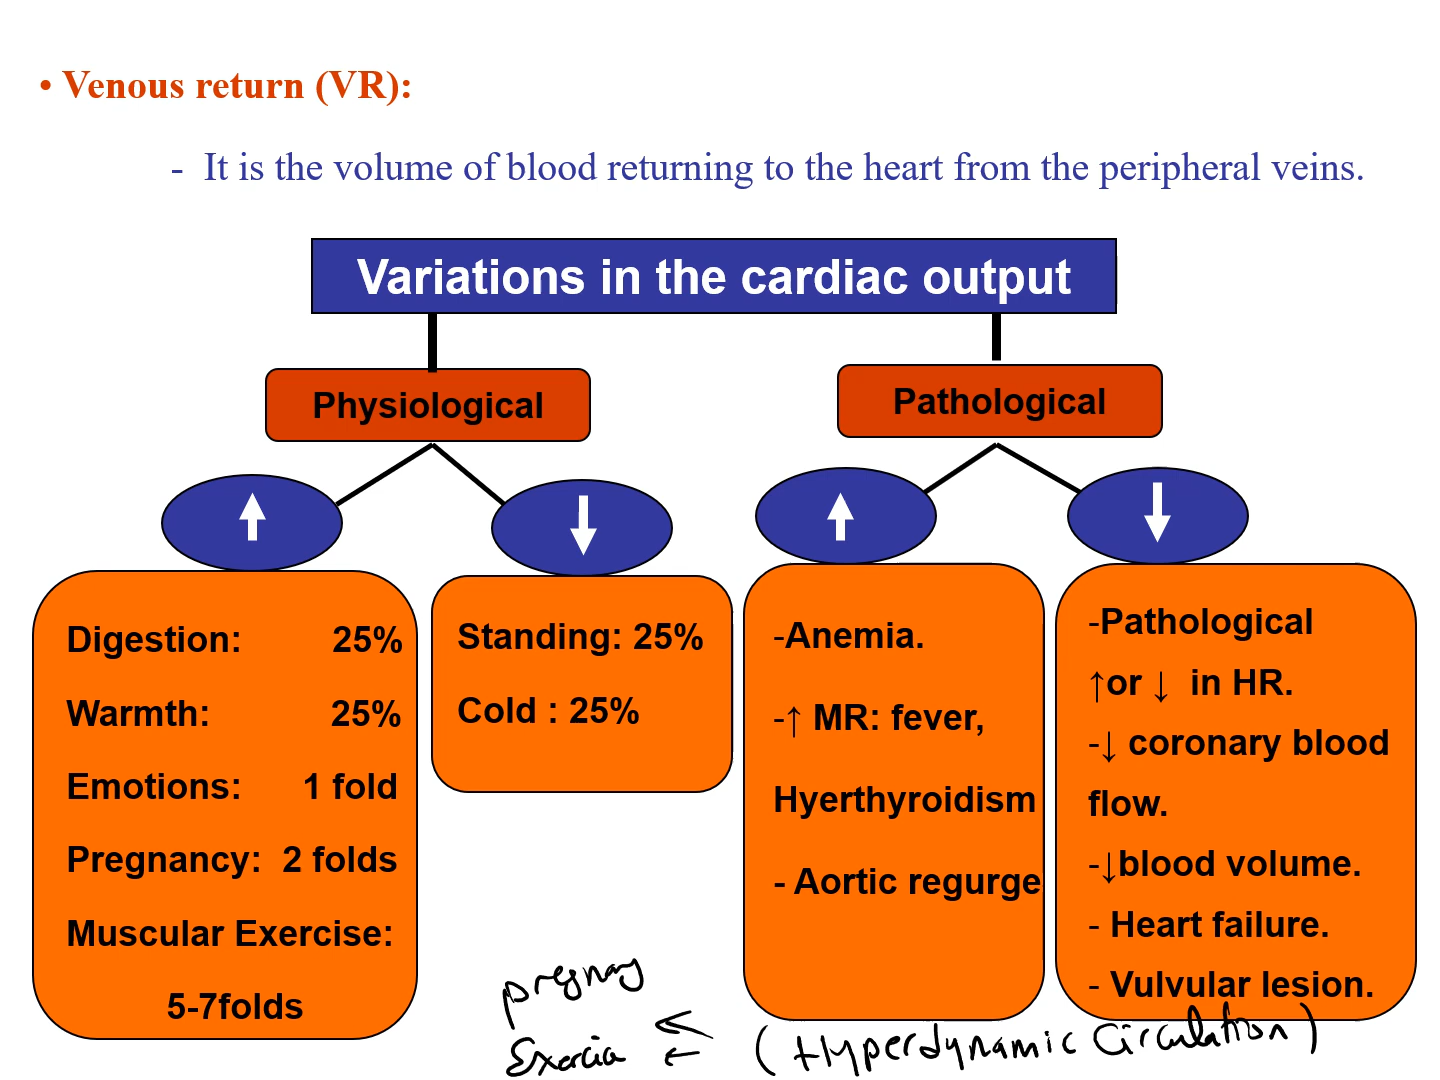 • Venous return (VR):
- It is the volume of blood returning to the heart from the peripheral veins.
Variations in the cardiac output
Physiological
Pathological
↑
↓
↑
↓
Digestion: 25%
Warmth: 25%
Emotions: 1 fold
Pregnancy: 2 folds
Muscular Exercise:
5-7folds
Standing: 25%
Cold : 25%
-Anemia.
-↑ MR: fever,
Hyerthyroidism
- Aortic regurge
-Pathological
↑or ↓ in HR.
-↓ coronary blood
flow.
-↓blood volume.
- Heart failure.
- Vulvular lesion.
pregnay
Exercia ← (Hyperdynamic Circulation)